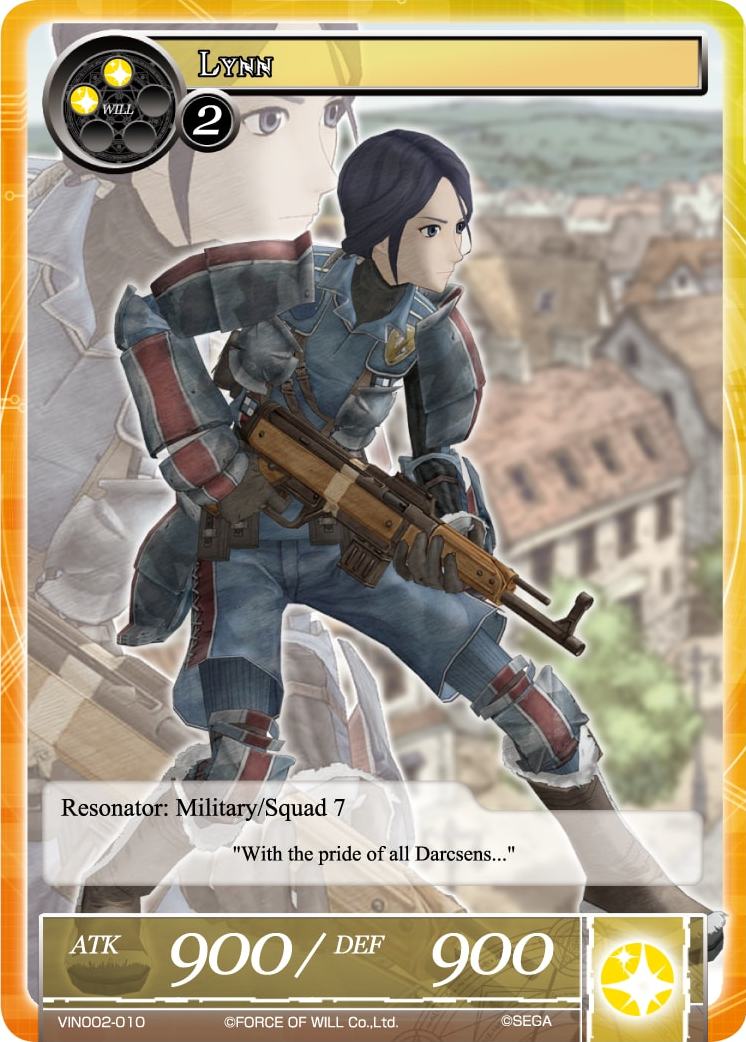 Lynn
WILL
2
Resonator: Military/Squad 7
"With the pride of all Darcsens..."
ATK 900/ DEF 900
VIN002-010 ©FORCE OF WILL Co.,Ltd. ©SEGA